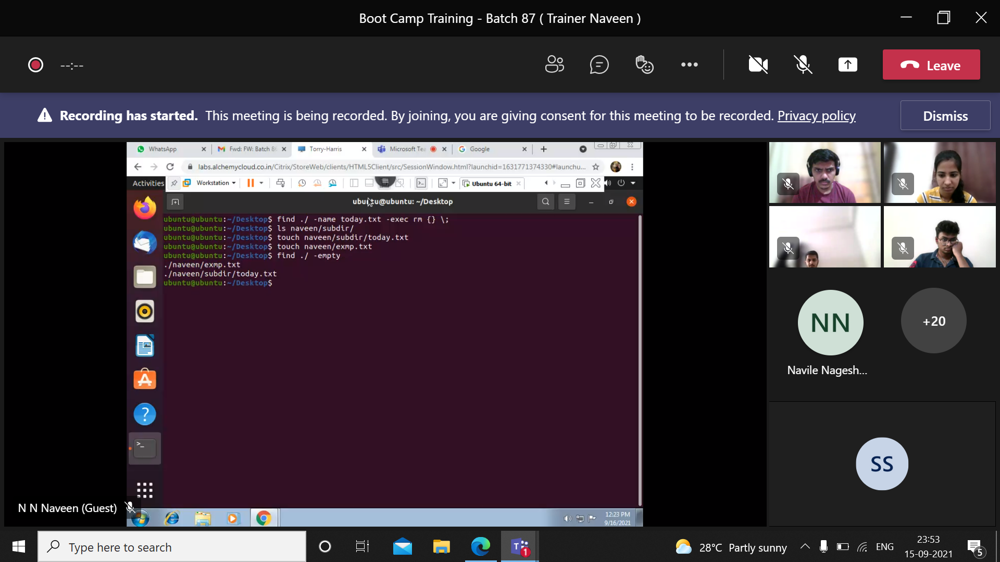 Boot Camp Training - Batch 87 ( Trainer Naveen )
--:--
Leave
Recording has started. This meeting is being recorded. By joining, you are giving consent for this meeting to be recorded. Privacy policy
Dismiss
WhatsApp
Fwd: FW: Batch 8
Torry-Harris
Microsoft Te
Google
labs.alchemycloud.co.in/Citrix/StoreWeb/clients/HTML5Client/src/SessionWindow.html?launchid=1631771374330#launchu...
Activities
Workstation
Ubuntu 64-bit
ubuntu@ubuntu: ~/Desktop
ubuntu@ubuntu:~/Desktop$ find ./ -name today.txt -exec rm {} \;
ubuntu@ubuntu:~/Desktop$ ls naveen/subdir/
ubuntu@ubuntu:~/Desktop$ touch naveen/subdir/today.txt
ubuntu@ubuntu:~/Desktop$ touch naveen/exmp.txt
ubuntu@ubuntu:~/Desktop$ find ./ -empty
./naveen/exmp.txt
./naveen/subdir/today.txt
ubuntu@ubuntu:~/Desktop$
NN
+20
Navile Nagesh...
SS
N N Naveen (Guest)
12:23 PM
9/16/2021
Type here to search
1
28°C Partly sunny
ENG
23:53
15-09-2021
5